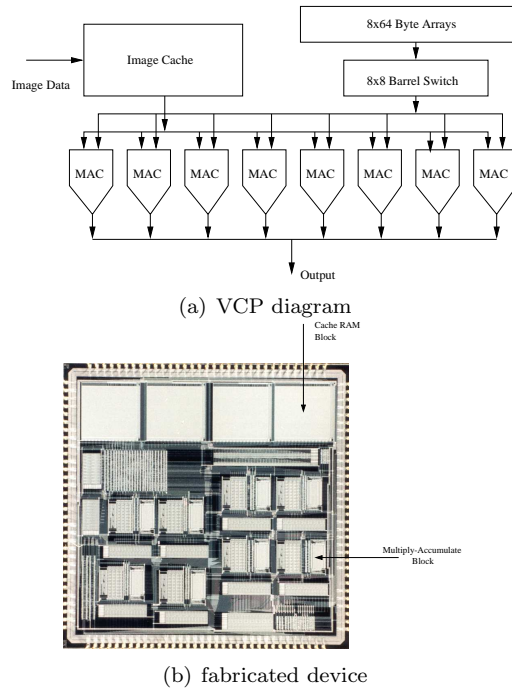 8x64 Byte Arrays
Image Cache
8x8 Barrel Switch
Image Data
MAC MAC MAC MAC MAC MAC MAC MAC
Output
(a) VCP diagram
Cache RAM
Block
Multiply-Accumulate
Block
(b) fabricated device